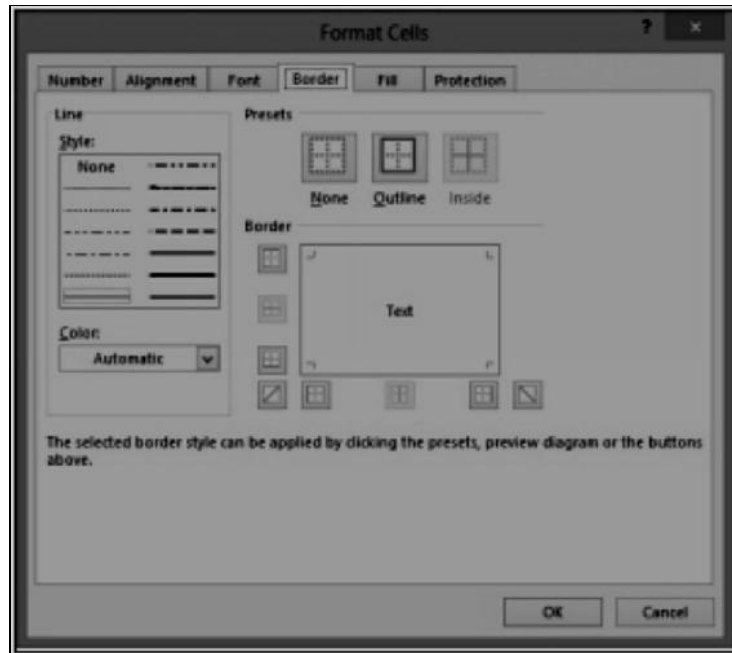 Format Cells
?
×
Number Alignment Font Border Fill Protection
Line
Style:
None
Color:
Automatic
Presets
None Outline Inside
Border
Text
The selected border style can be applied by clicking the presets, preview diagram or the buttons
above.
OK Cancel